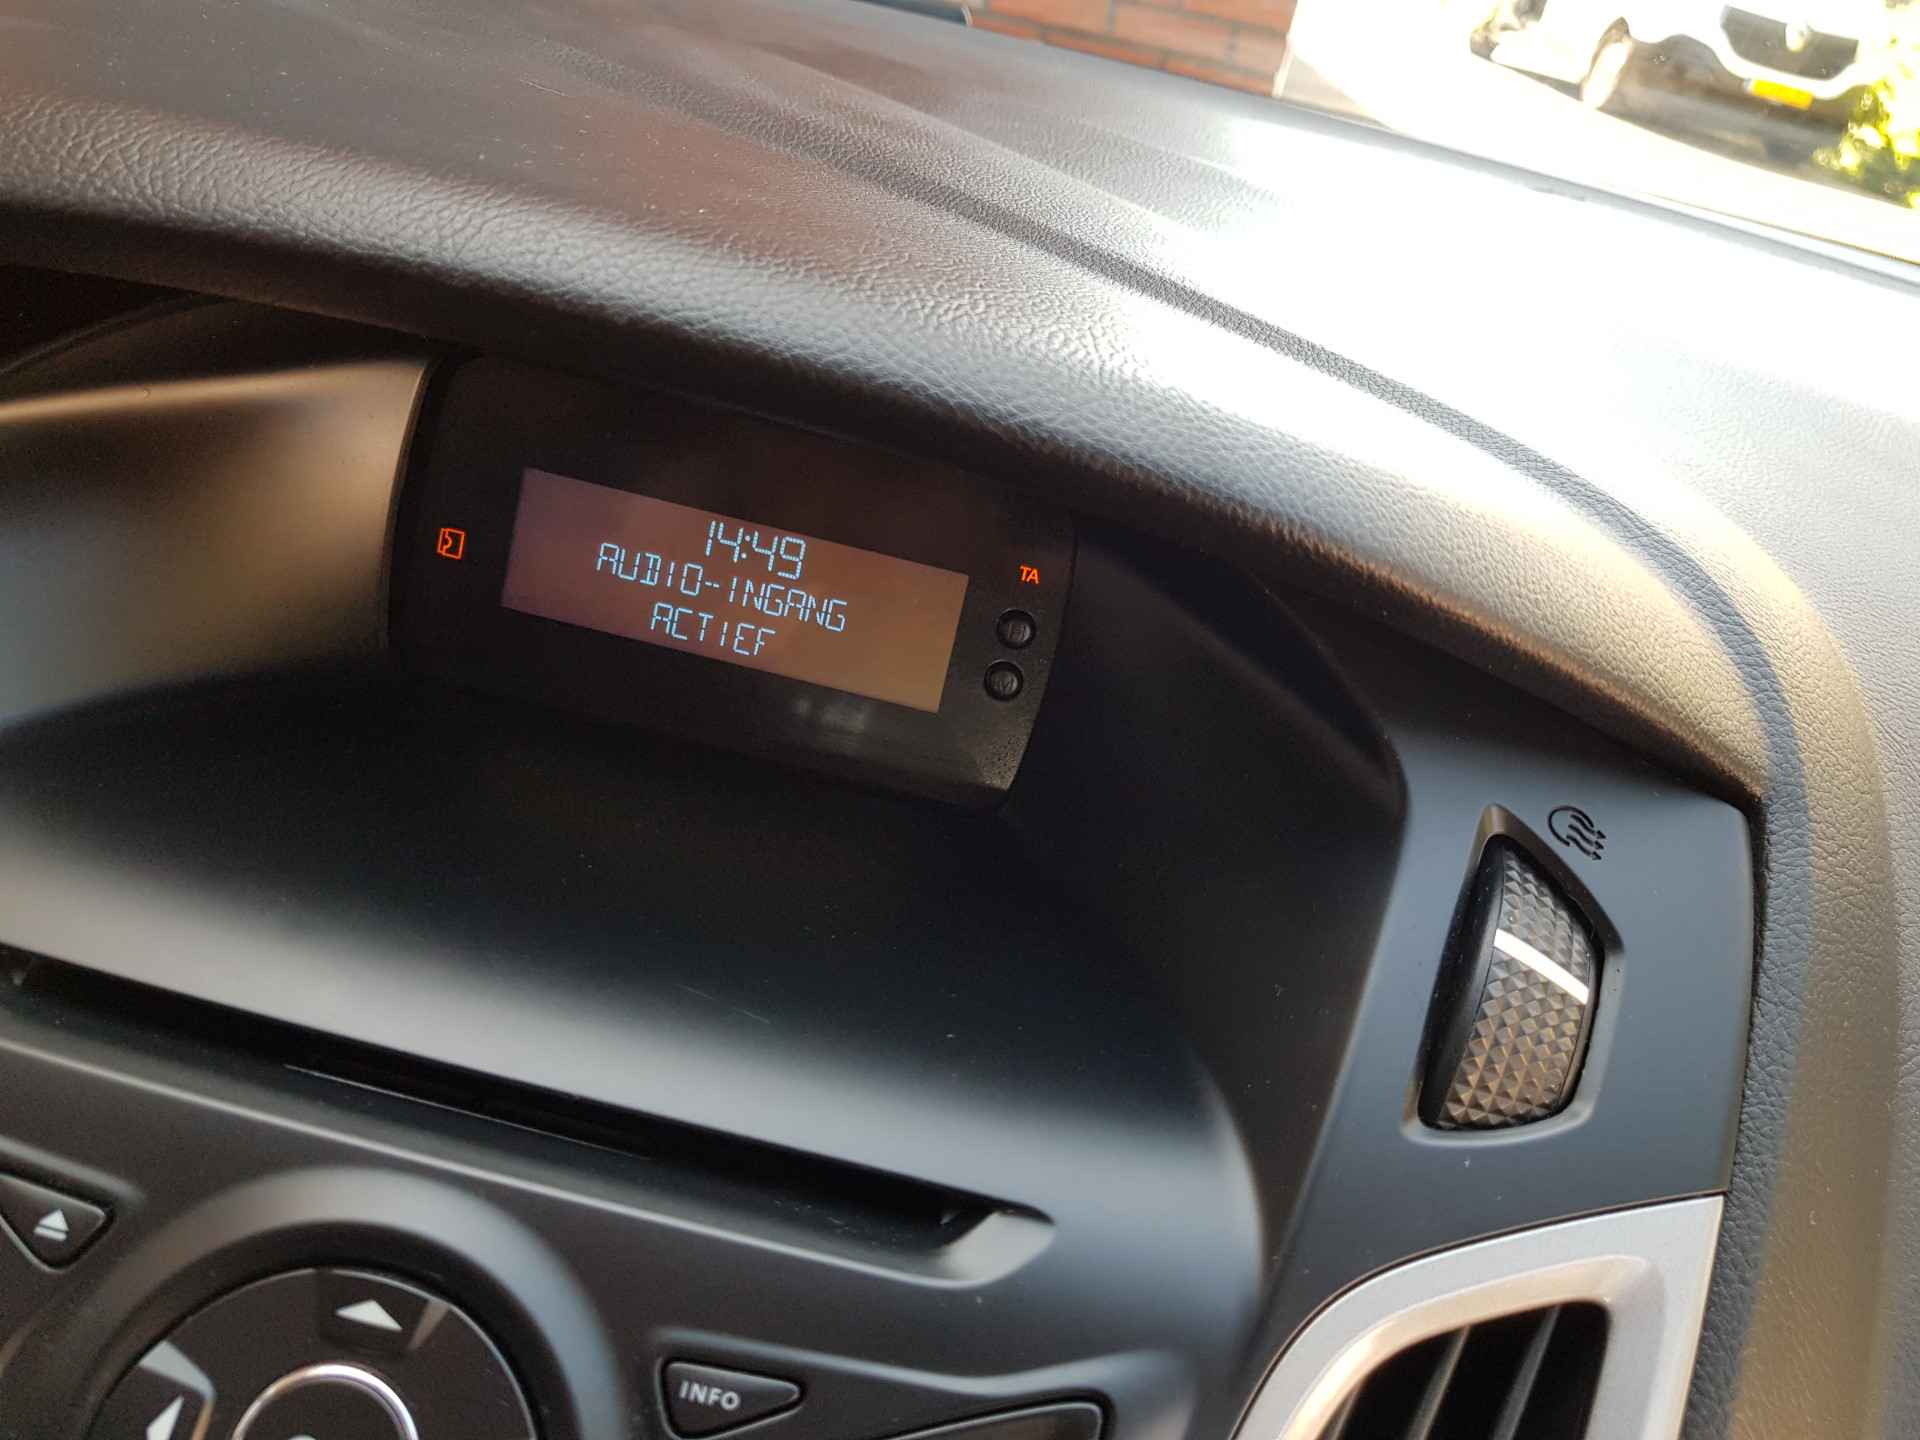 14:49
AUDIO-INGANG
ACTIEF
TA
H
M
INFO